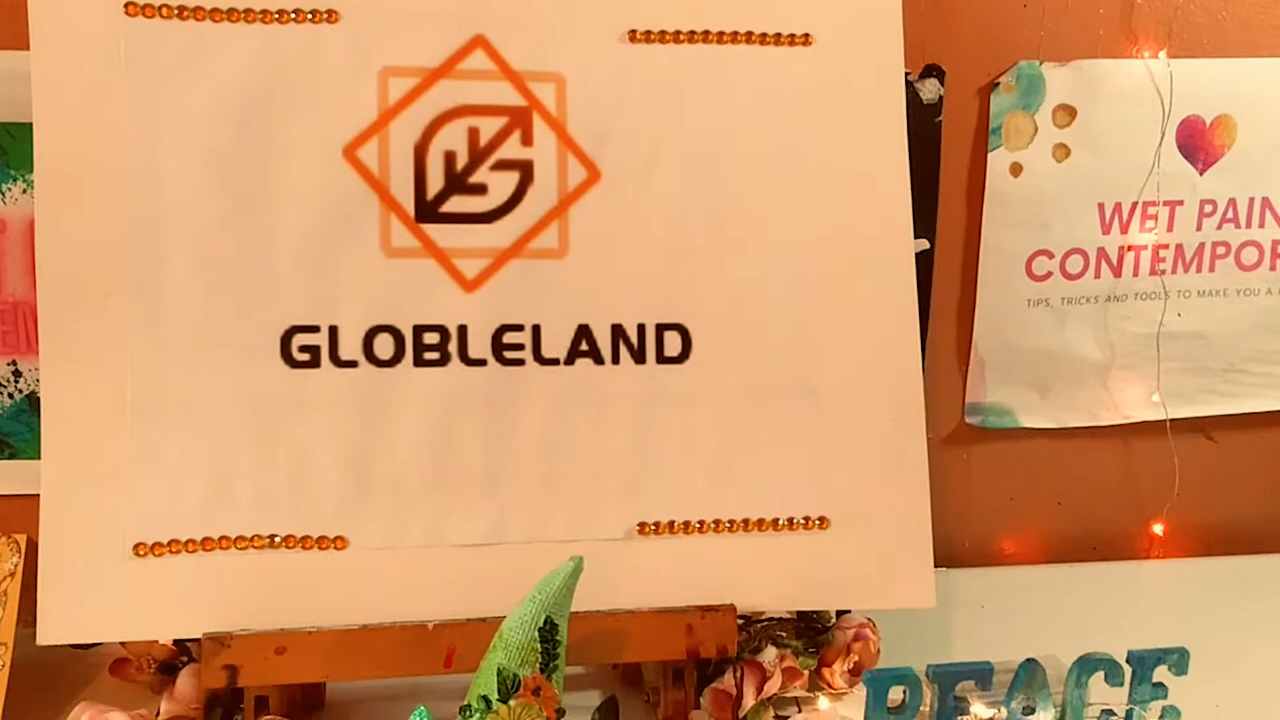 GLOBLELAND
WET PAIN
CONTEMPOR
TIPS, TRICKS AND TOOLS TO MAKE YOU A
PEACE